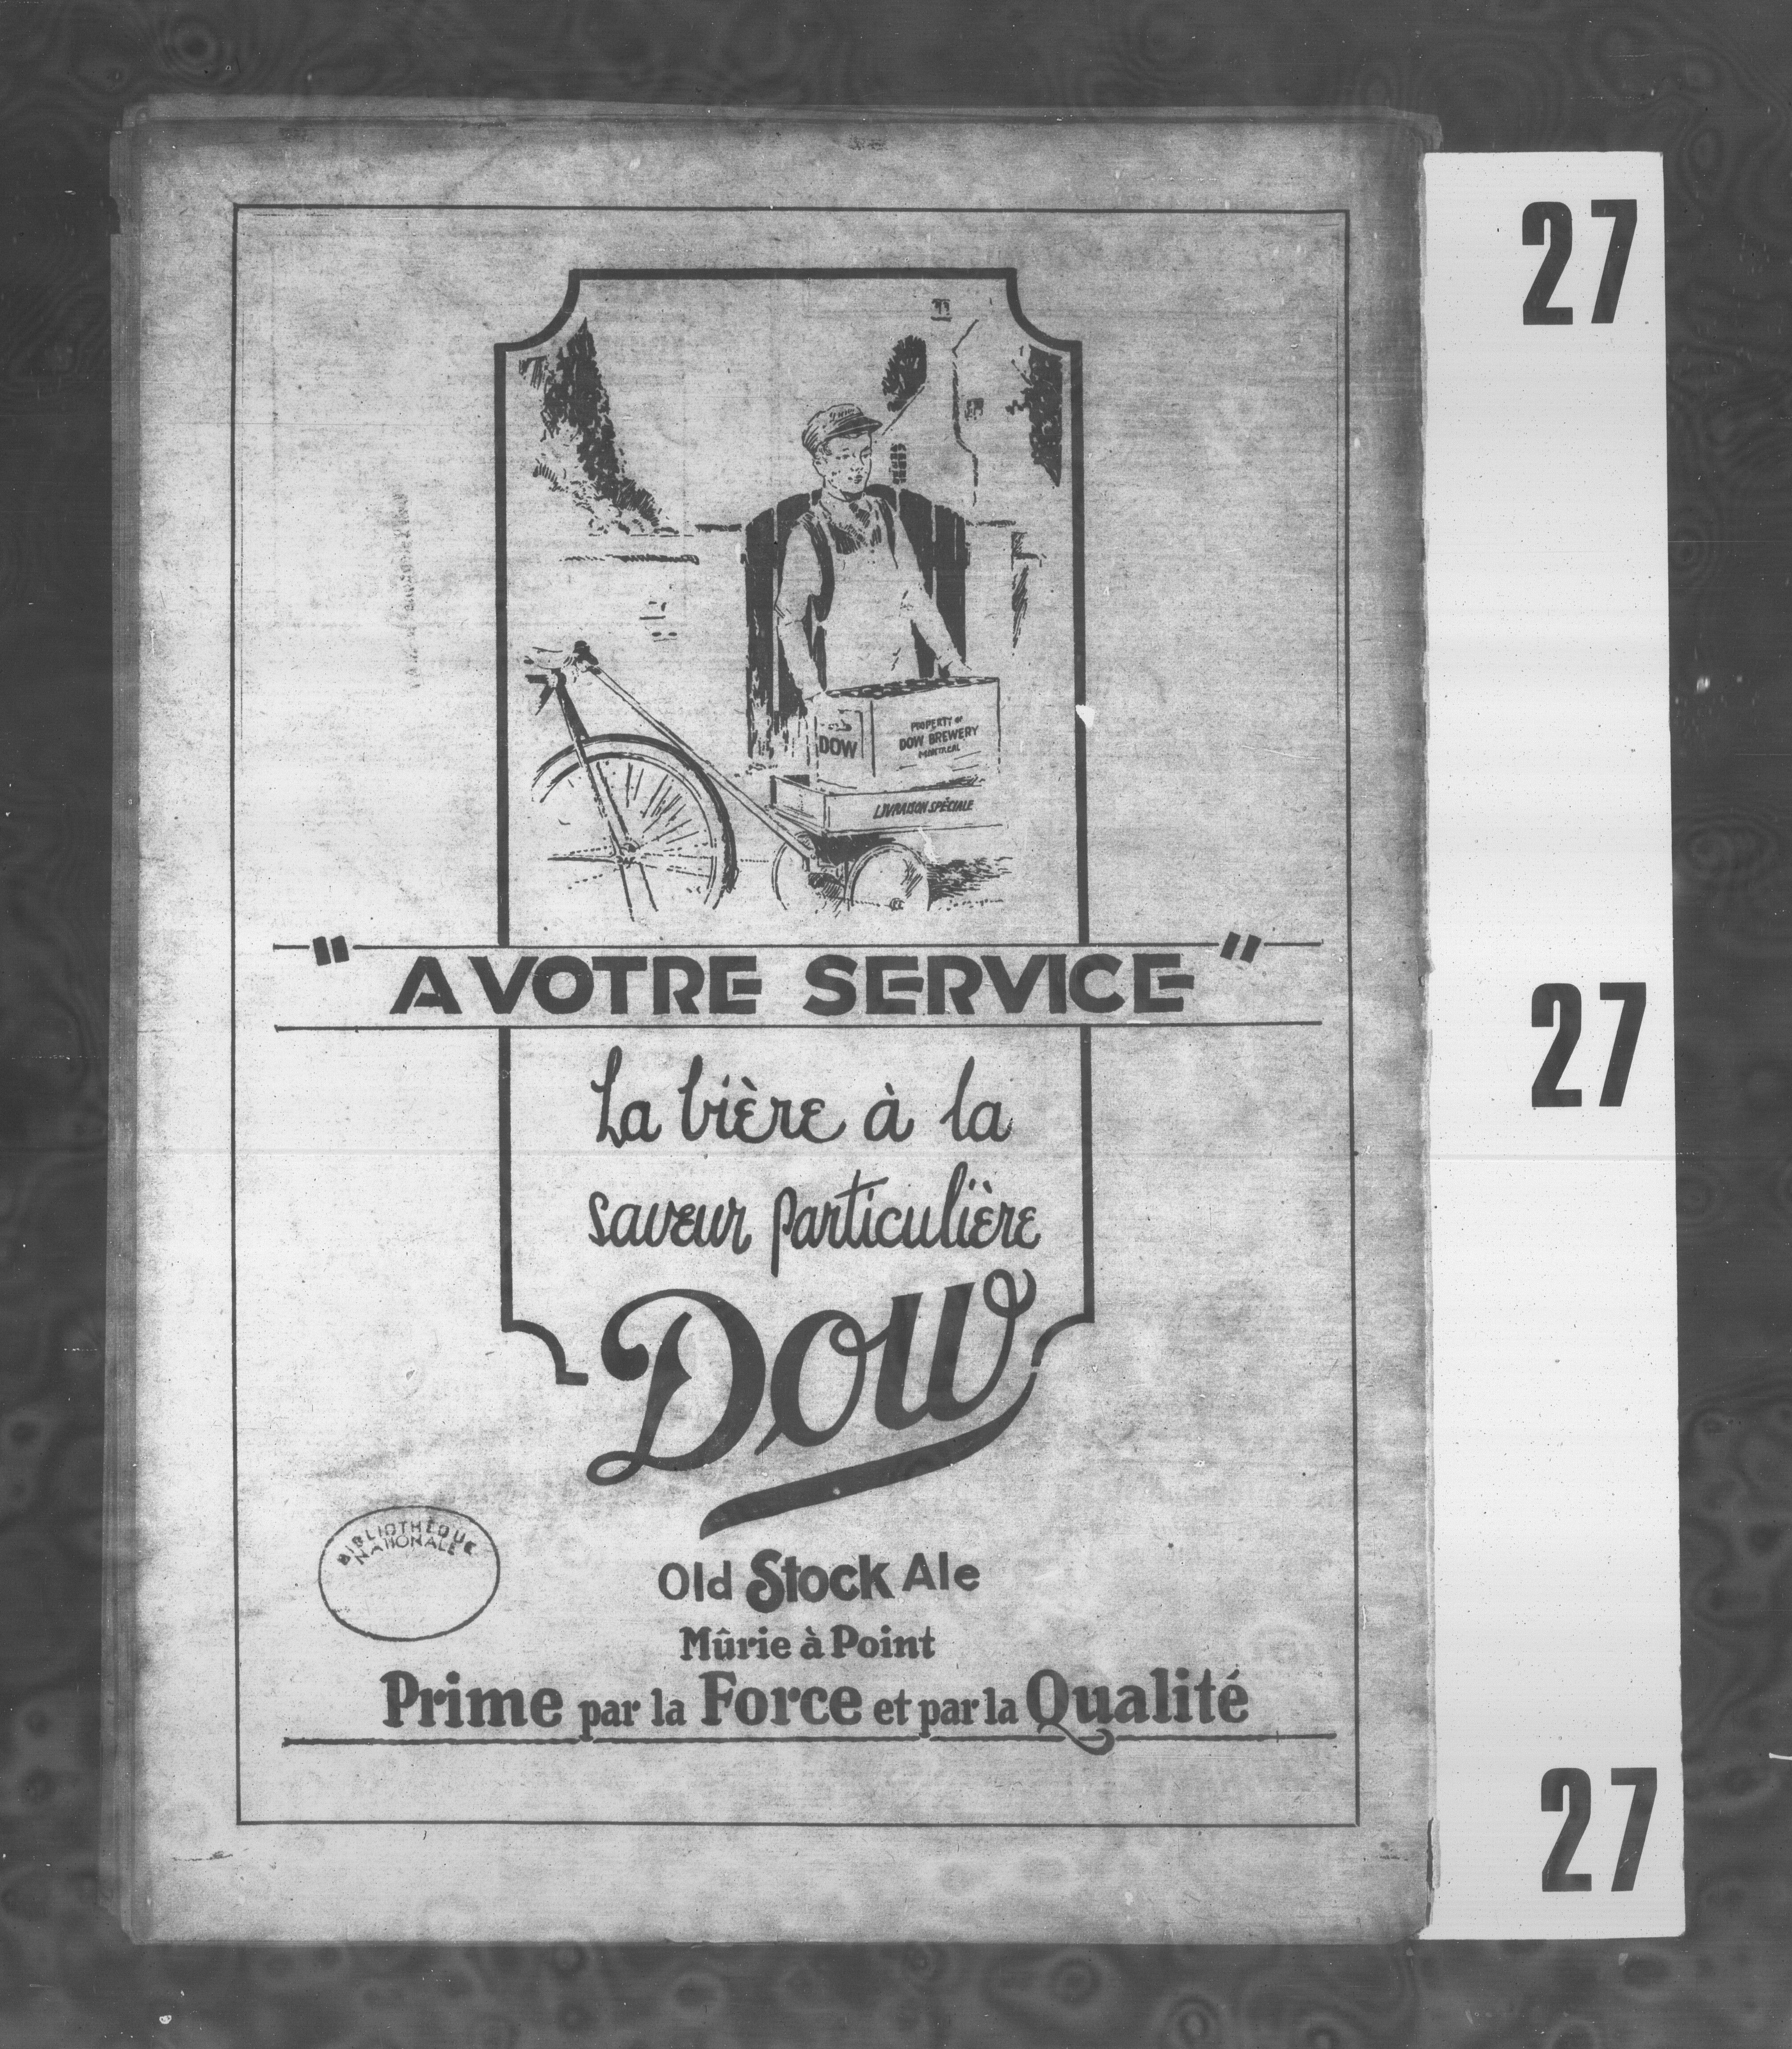 DOW
PROPERTY OF
DOW BREWERY
MONTREAL
LIVRAISON SPÉCIALE
"A VOTRE SERVICE"
La bière à la
saveur particulière
Dow
Old Stock Ale
Mûrie à Point
Prime par la Force et par la Qualité
BIBLIOTHÈQUE
NATIONALE
27
27
27